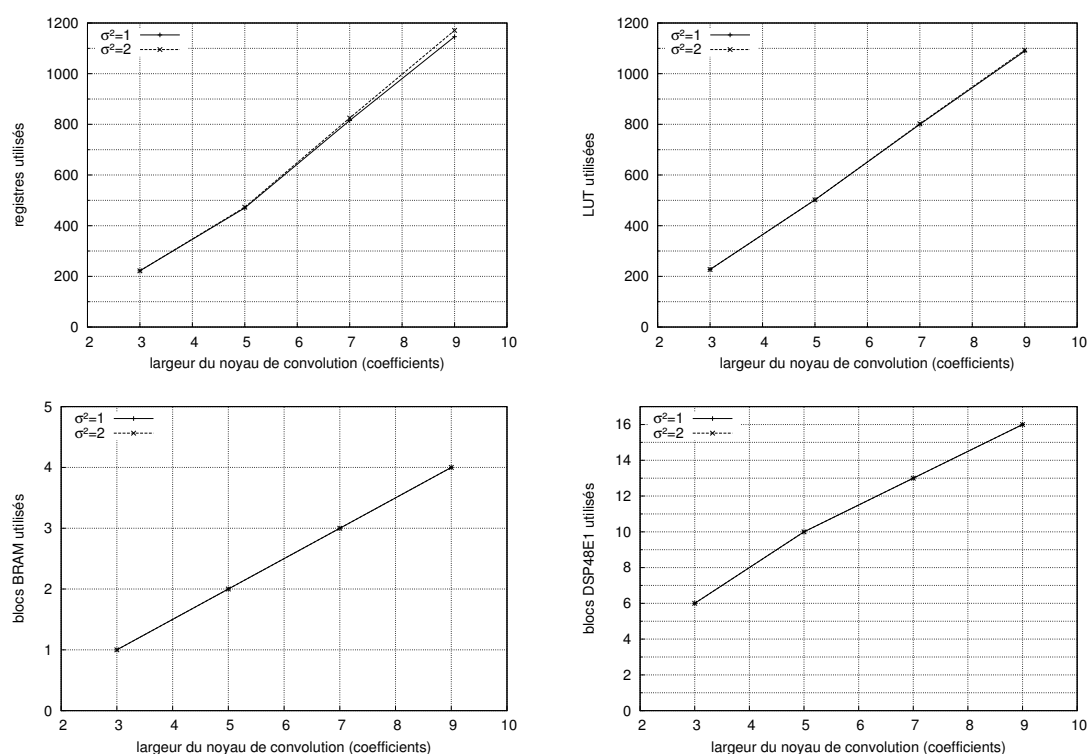 registres utilisés
1200
1000
800
600
400
200
0
σ²=1
σ²=2
2 3 4 5 6 7 8 9 10
largeur du noyau de convolution (coefficients)
LUT utilisées
1200
1000
800
600
400
200
0
σ²=1
σ²=2
2 3 4 5 6 7 8 9 10
largeur du noyau de convolution (coefficients)
blocs BRAM utilisés
5
4
3
2
1
0
σ²=1
σ²=2
2 3 4 5 6 7 8 9 10
largeur du noyau de convolution (coefficients)
blocs DSP48E1 utilisés
16
14
12
10
8
6
4
2
0
σ²=1
σ²=2
2 3 4 5 6 7 8 9 10
largeur du noyau de convolution (coefficients)